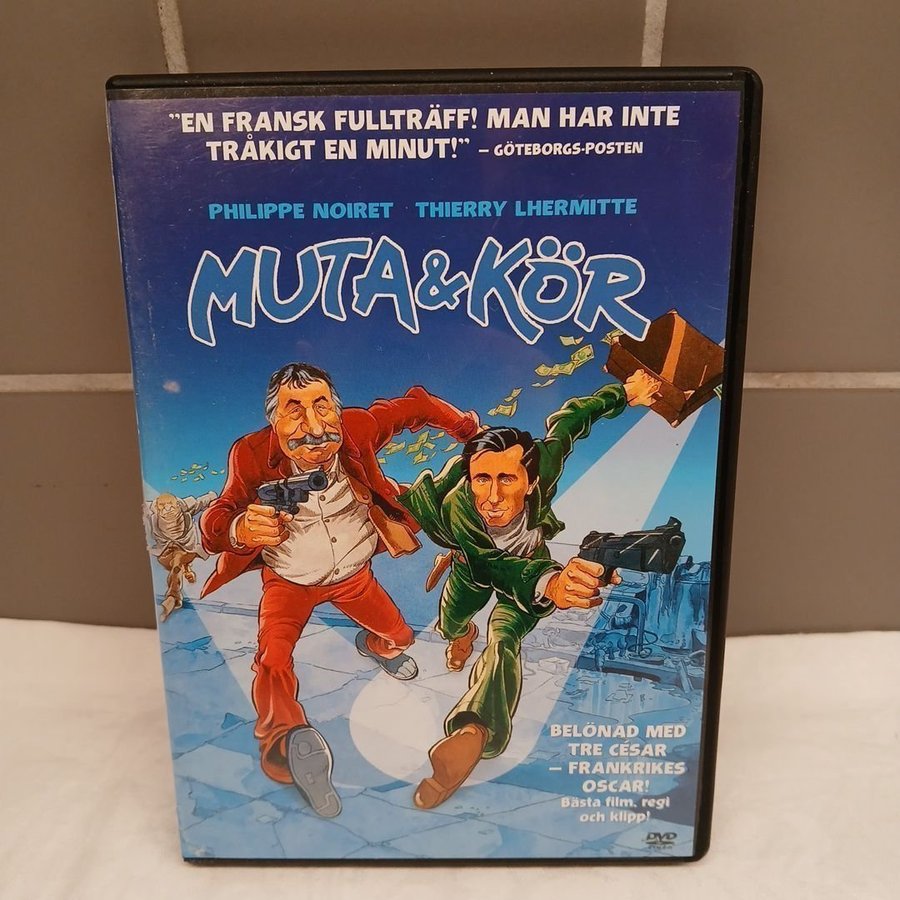 ”EN FRANSK FULLTRÄFF! MAN HAR INTE
TRÅKIGT EN MINUT!” – GÖTEBORGS-POSTEN
PHILIPPE NOIRET · THIERRY LHERMITTE
MUTA&KÖR
BELÖNAD MED
TRE CÉSAR
– FRANKRIKES
OSCAR!
Bästa film, regi
och klipp!
DVD
VIDEO